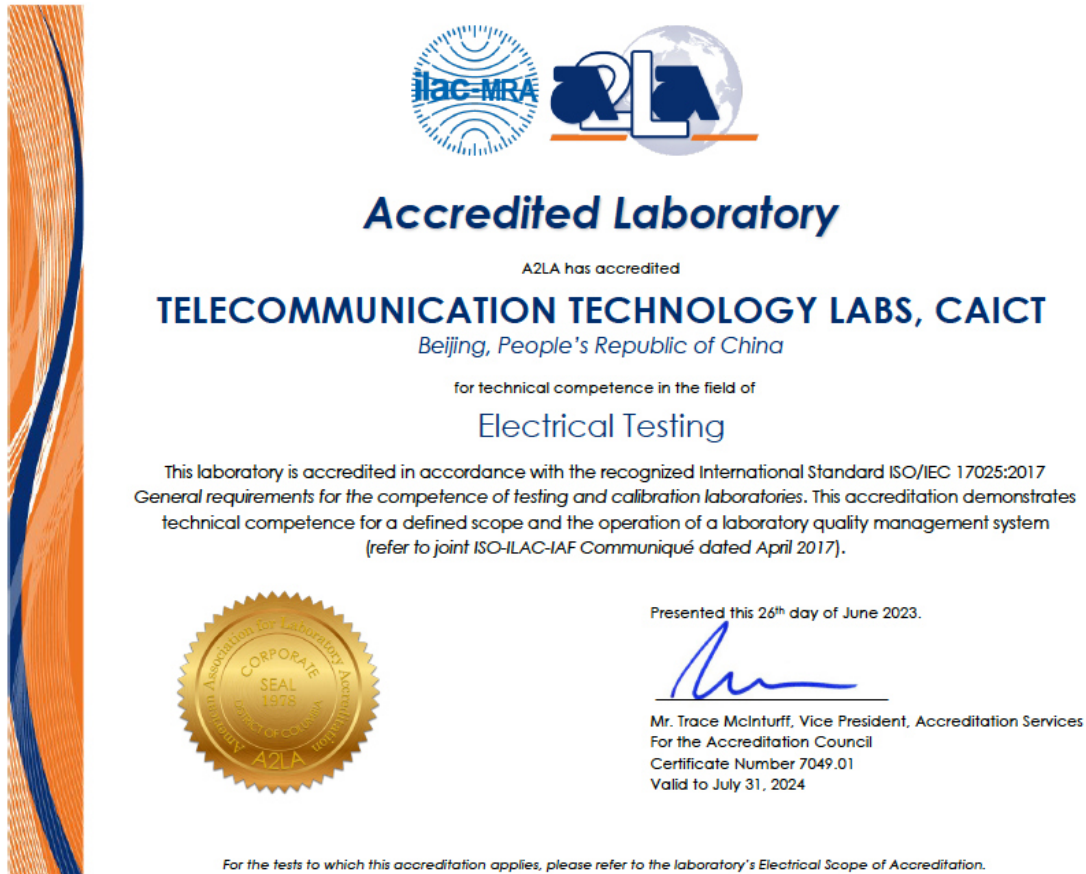 ilac-MRA
A2LA
Accredited Laboratory
A2LA has accredited
TELECOMMUNICATION TECHNOLOGY LABS, CAICT
Beijing, People's Republic of China
for technical competence in the field of
Electrical Testing
This laboratory is accredited in accordance with the recognized International Standard ISO/IEC 17025:2017
General requirements for the competence of testing and calibration laboratories. This accreditation demonstrates
technical competence for a defined scope and the operation of a laboratory quality management system
(refer to joint ISO-ILAC-IAF Communiqué dated April 2017).
American Association for Laboratory Accreditation
CORPORATE
SEAL
1978
DISTRICT OF COLUMBIA
A2LA
Presented this 26th day of June 2023.
Mr. Trace McInturff, Vice President, Accreditation Services
For the Accreditation Council
Certificate Number 7049.01
Valid to July 31, 2024
For the tests to which this accreditation applies, please refer to the laboratory's Electrical Scope of Accreditation.